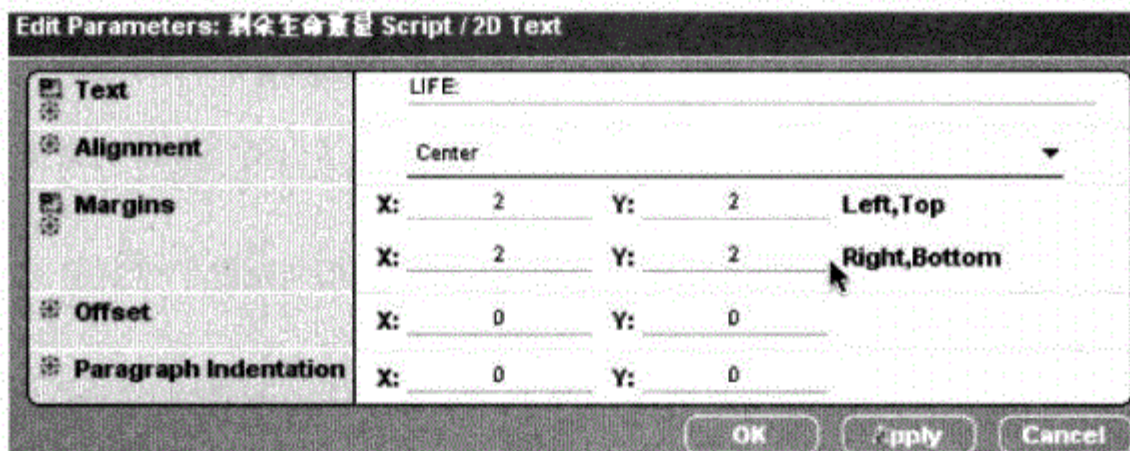 Edit Parameters: 剩余生命数量 Script / 2D Text
Text LIFE:
Alignment Center
Margins X: 2 Y: 2 Left,Top
X: 2 Y: 2 Right,Bottom
Offset X: 0 Y: 0
Paragraph Indentation X: 0 Y: 0
OK Apply Cancel